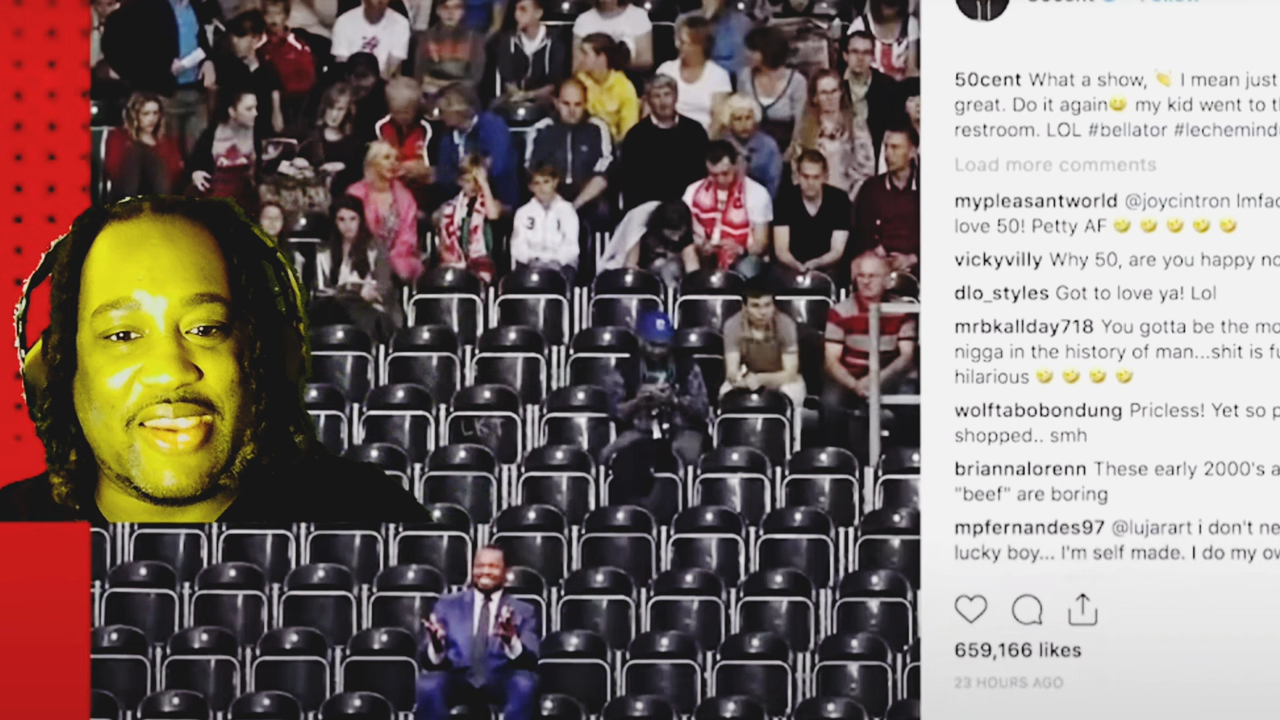 50cent What a show, 👏 I mean just
great. Do it again😀 my kid went to t
restroom. LOL #bellator #lechemind
Load more comments
mypleasantworld @joycintron lmfao
love 50! Petty AF 🤣 🤣 🤣 🤣 🤣
vickyvilly Why 50, are you happy no
dlo_styles Got to love ya! Lol
mrbkallday718 You gotta be the mo
nigga in the history of man...shit is fu
hilarious 🤣 🤣 🤣 🤣
wolftabobondung Pricless! Yet so p
shopped.. smh
briannalorenn These early 2000's a
"beef" are boring
mpfernandes97 @lujarart i don't ne
lucky boy... I'm self made. I do my ow
659,166 likes
23 HOURS AGO
LKT